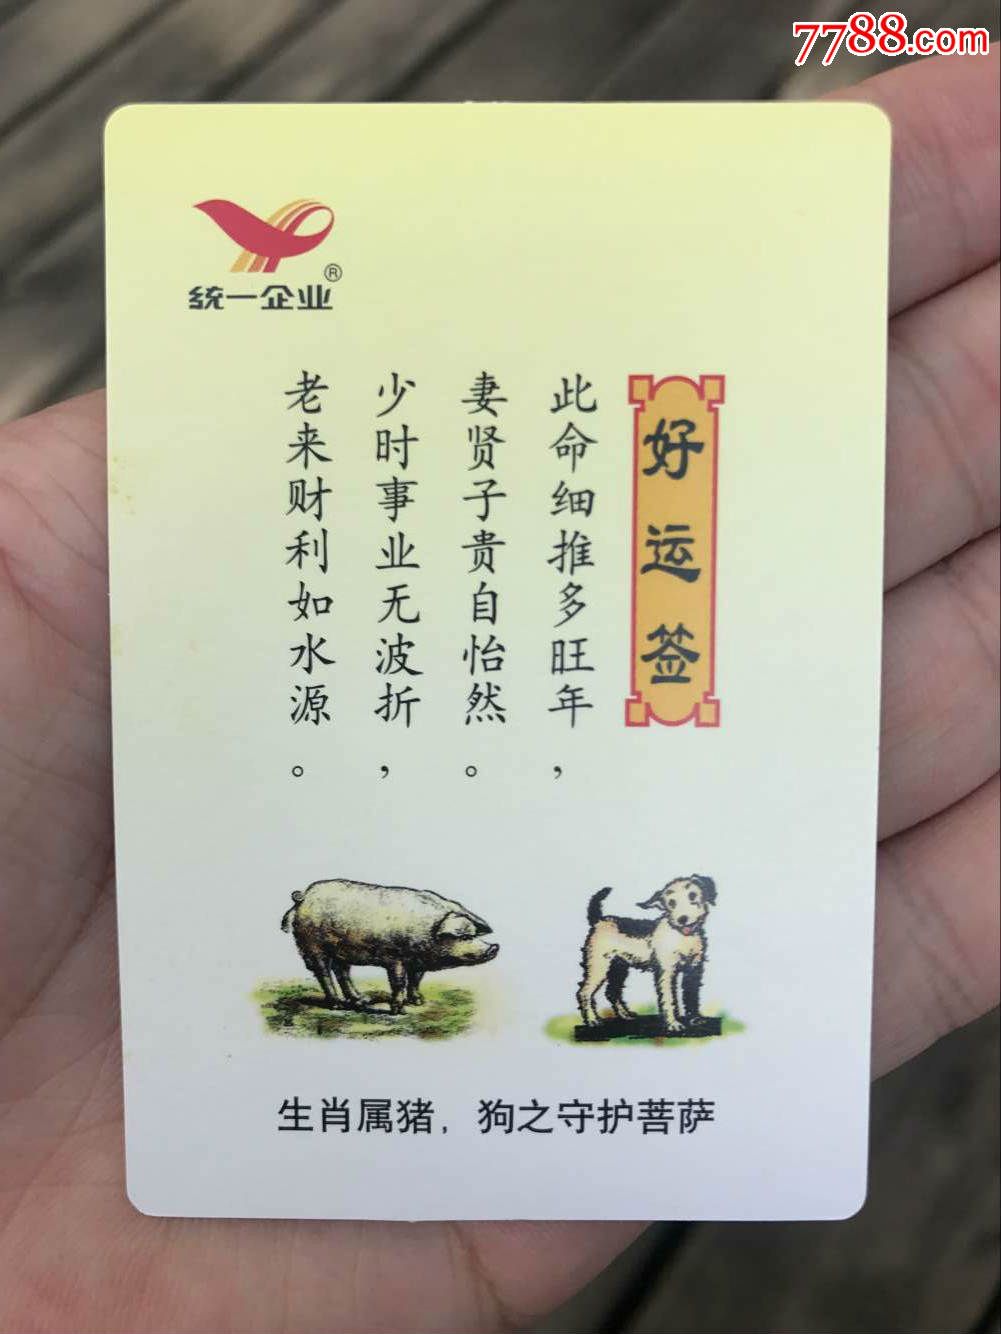 7788.com
统一企业®
好运签
此命细推多旺年，
妻贤子贵自怡然。
少时事业无波折，
老来财利如水源。
生肖属猪，狗之守护菩萨